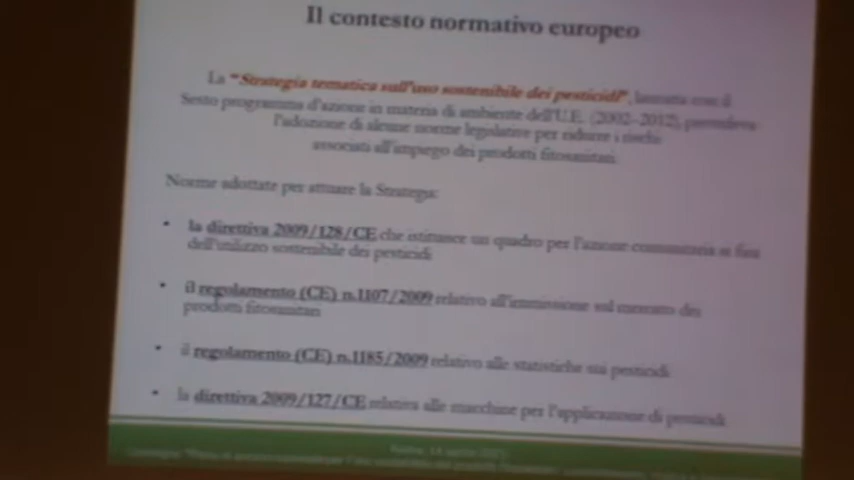 Il contesto normativo europeo
La "Strategia tematica sull'uso sostenibile dei pesticidi", lanciata con il
Sesto programma d'azione in materia di ambiente dell'U.E. (2002-2012), prevedeva
l'adozione di alcune norme legislative per ridurre i rischi
associati all'impiego dei prodotti fitosanitari.
Norme adottate per attuare la Strategia:
• la direttiva 2009/128/CE che istituisce un quadro per l'azione comunitaria ai fini
dell'utilizzo sostenibile dei pesticidi
• il regolamento (CE) n.1107/2009 relativo all'immissione sul mercato dei
prodotti fitosanitari
• il regolamento (CE) n.1185/2009 relativo alle statistiche sui pesticidi
• la direttiva 2009/127/CE relativa alle macchine per l'applicazione di pesticidi